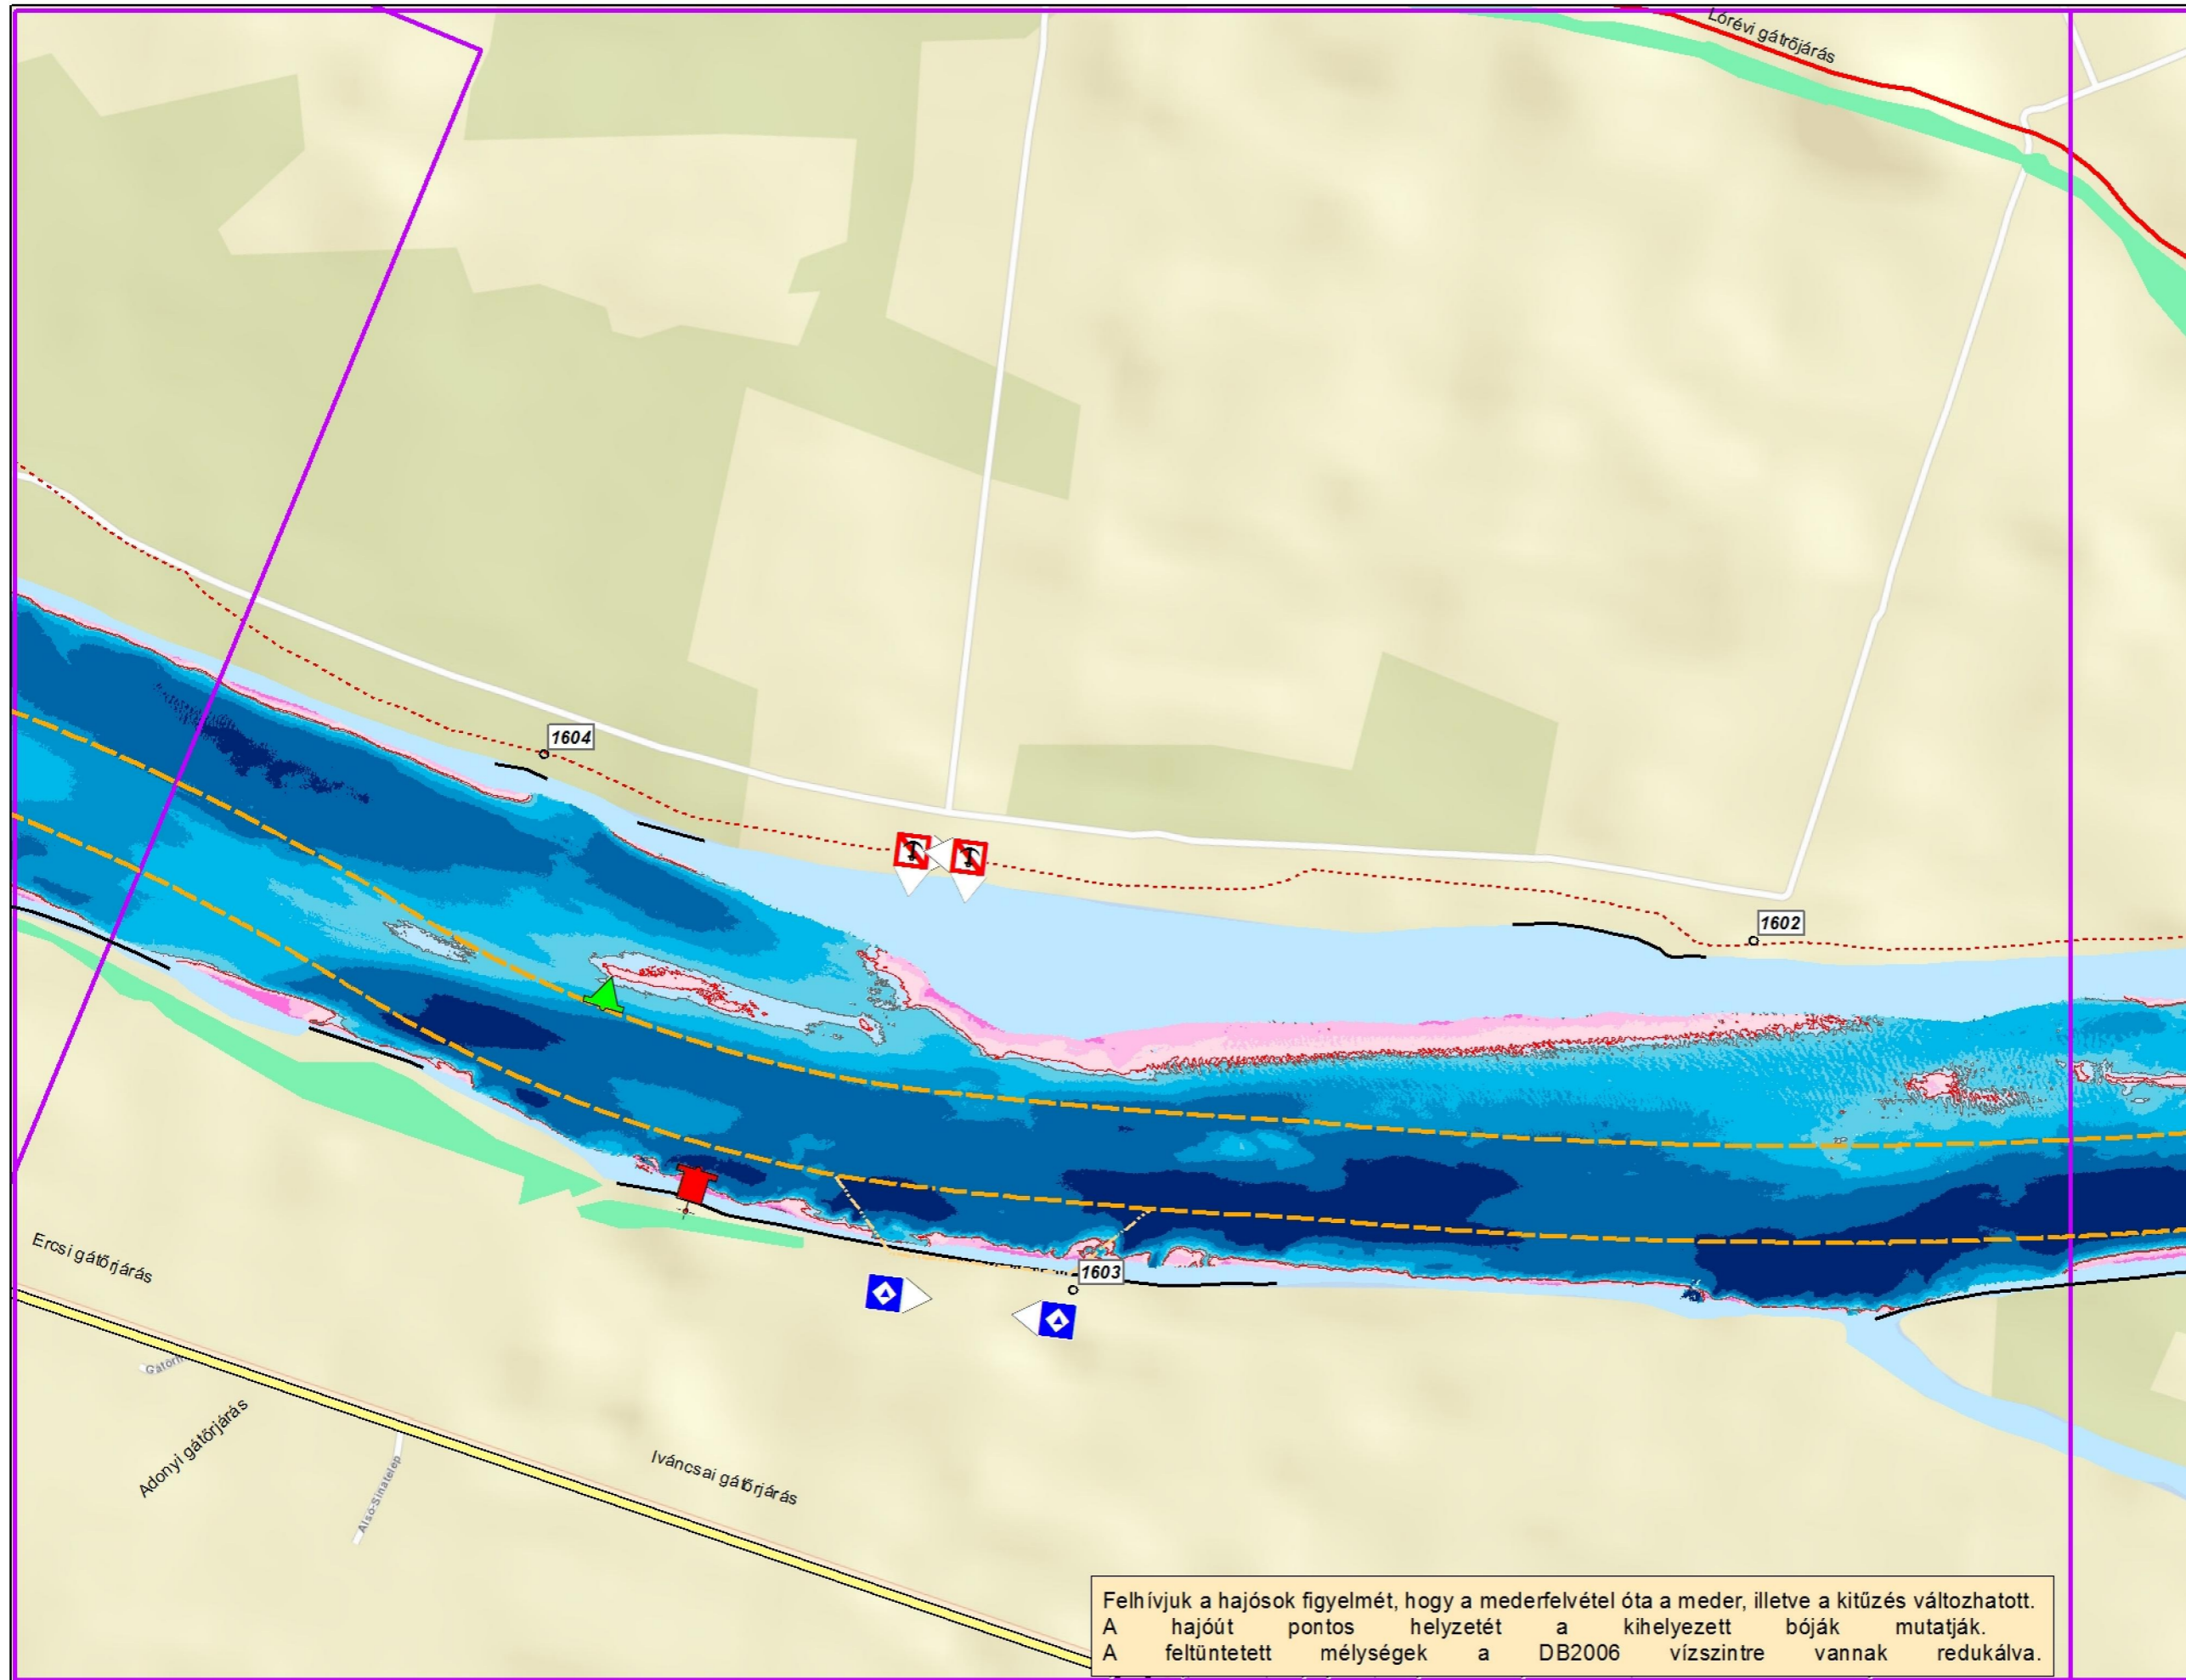 Lórévi gátőrjárás
1604
1602
1603
Ercsi gátőrjárás
Adonyi gátőrjárás
Alsó-Sinatelep
Iváncsai gátőrjárás
Felhívjuk a hajósok figyelmét, hogy a mederfelvétel óta a meder, illetve a kitűzés változhatott.
A hajóút pontos helyzetét a kihelyezett bóják mutatják.
A feltüntetett mélységek a DB2006 vízszintre vannak redukálva.